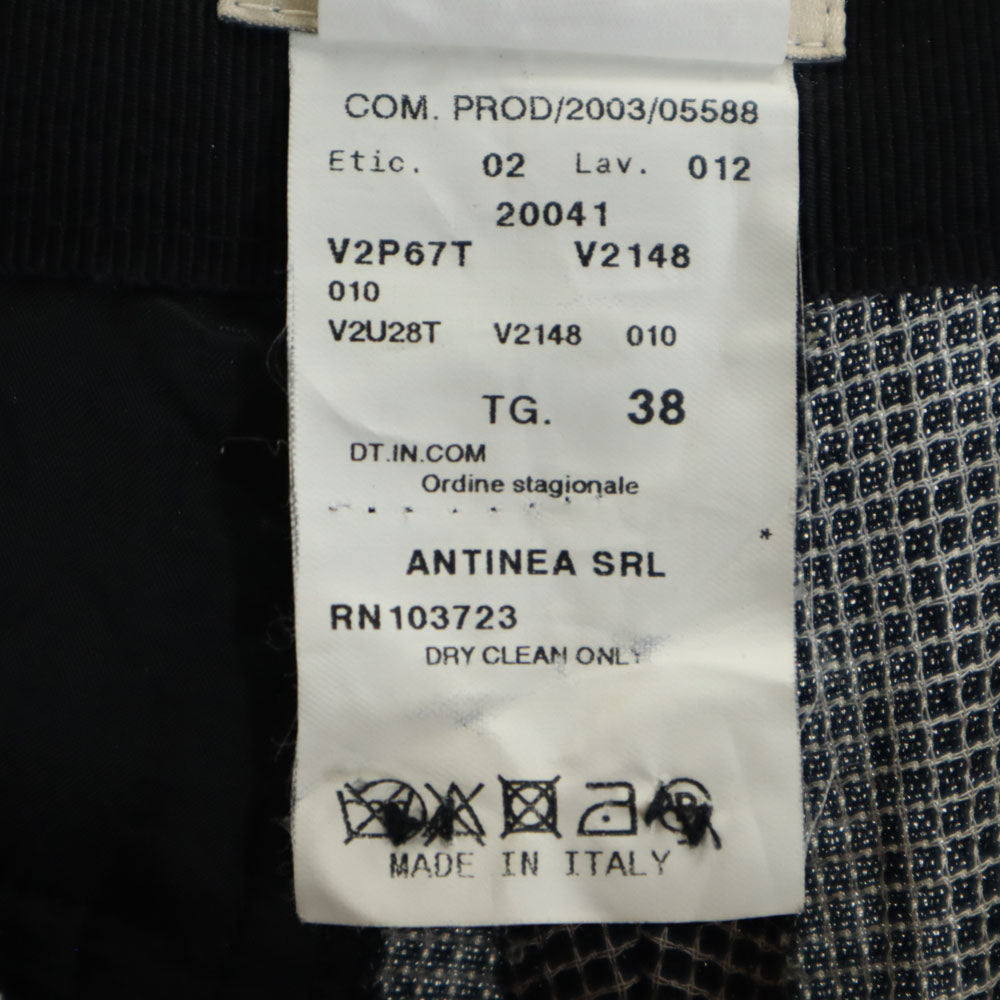 COM. PROD/2003/05588
Etic. 02 Lav. 012
20041
V2P67T V2148
010
V2U28T V2148 010
TG. 38
DT.IN.COM
Ordine stagionale
*
ANTINEA SRL
RN103723
DRY CLEAN ONLY
MADE IN ITALY